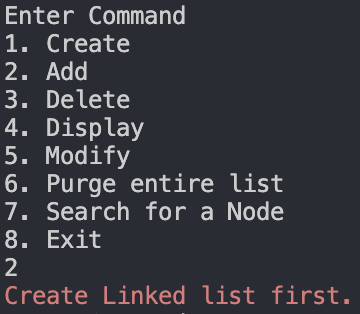 Enter Command
1. Create
2. Add
3. Delete
4. Display
5. Modify
6. Purge entire list
7. Search for a Node
8. Exit
2
Create Linked list first.